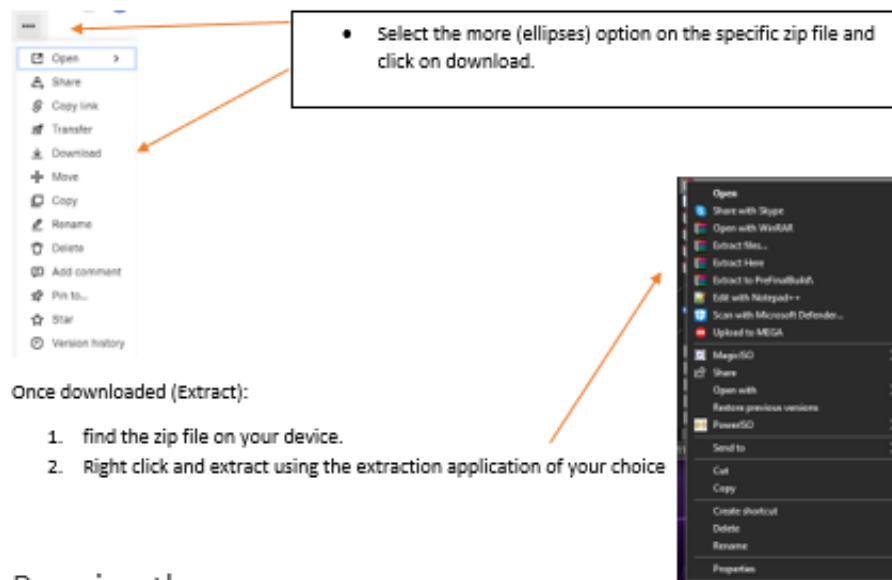 ...
Open >
Share
Copy link
Transfer
Download
Move
Copy
Rename
Delete
Add comment
Pin to...
Star
Version history
• Select the more (ellipses) option on the specific zip file and
click on download.
Once downloaded (Extract):
1. find the zip file on your device.
2. Right click and extract using the extraction application of your choice
Open
Share with Skype
Open with WinRAR
Extract files...
Extract Here
Extract to PreFinalBuild\
Edit with Notepad++
Scan with Microsoft Defender...
Upload to MEGA
MagicISO
Share
Open with
Restore previous versions
PowerISO
Send to
Cut
Copy
Create shortcut
Delete
Rename
Properties